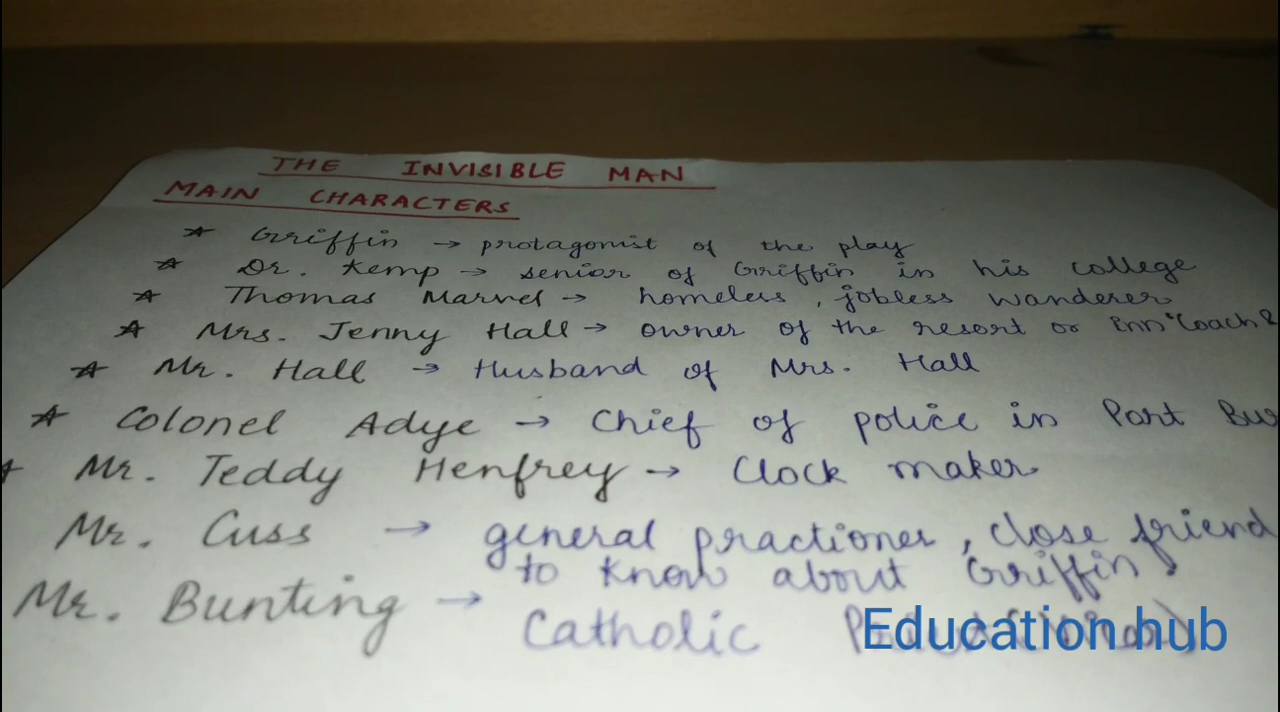 THE INVISIBLE MAN
MAIN CHARACTERS
☆ Griffin → protagonist of the play
☆ Dr. Kemp → senior of Griffin in his college
☆ Thomas Marvel → homeless, jobless wanderer
☆ Mrs. Jenny Hall → owner of the resort or Inn "Coach &
☆ Mr. Hall → Husband of Mrs. Hall
☆ Colonel Adye → Chief of police in Port Bur
☆ Mr. Teddy Henfrey → Clock maker
Mr. Cuss → general practioner, close friend
to know about Griffin
Mr. Bunting → Catholic
Education hub